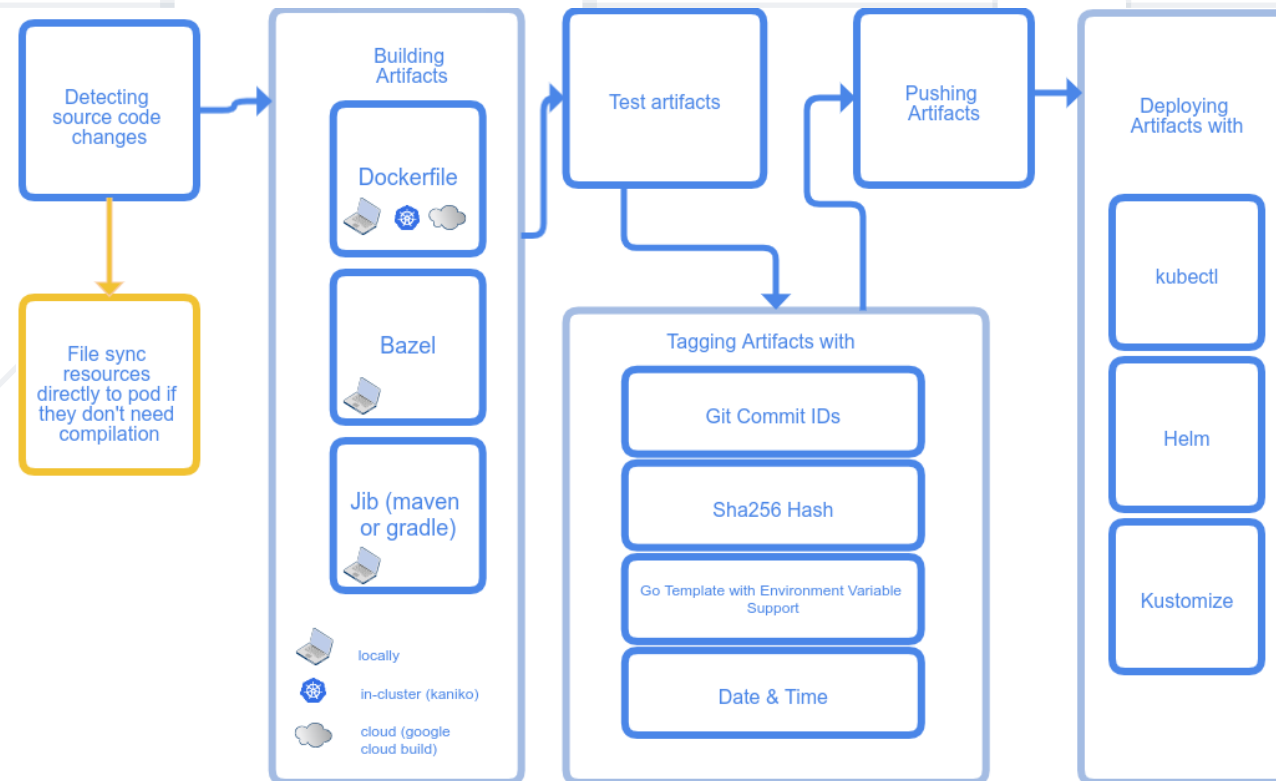 Detecting
source code
changes
File sync
resources
directly to pod if
they don't need
compilation
Building
Artifacts
Dockerfile
Bazel
Jib (maven
or gradle)
locally
in-cluster (kaniko)
cloud (google
cloud build)
Test artifacts
Tagging Artifacts with
Git Commit IDs
Sha256 Hash
Go Template with Environment Variable
Support
Date & Time
Pushing
Artifacts
Deploying
Artifacts with
kubectl
Helm
Kustomize